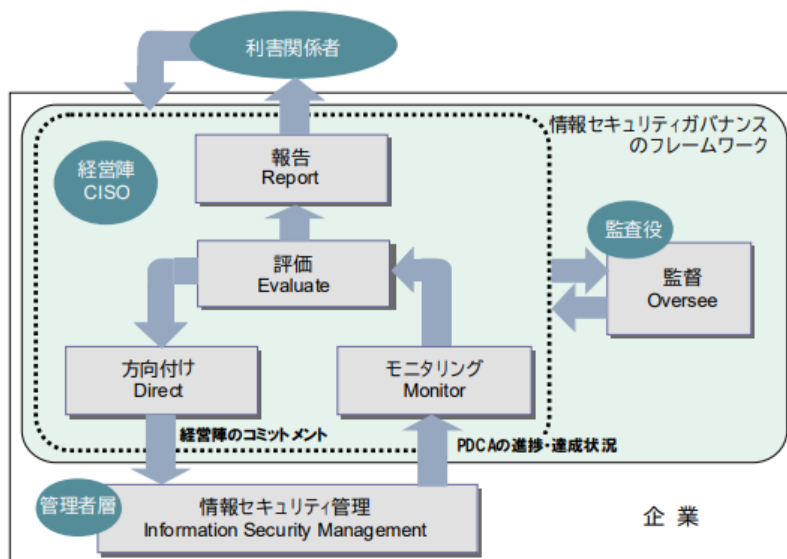 利害関係者
情報セキュリティガバナンス
のフレームワーク
経営陣
CISO
報告
Report
監査役
評価
Evaluate
監督
Oversee
方向付け
Direct
モニタリング
Monitor
経営陣のコミットメント
PDCAの進捗・達成状況
管理者層
情報セキュリティ管理
Information Security Management
企 業